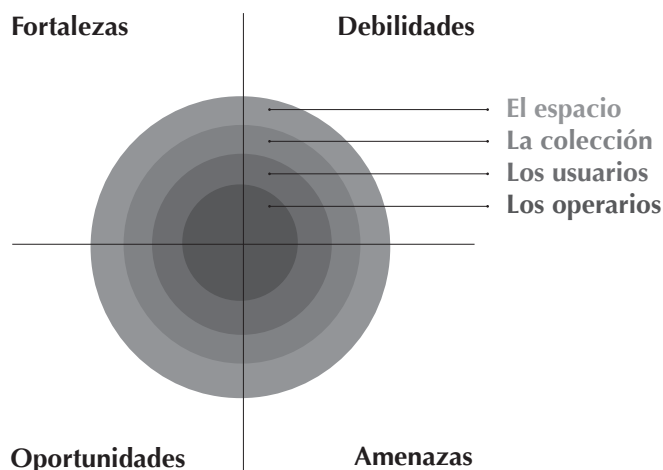 Fortalezas
Debilidades
El espacio
La colección
Los usuarios
Los operarios
Oportunidades
Amenazas